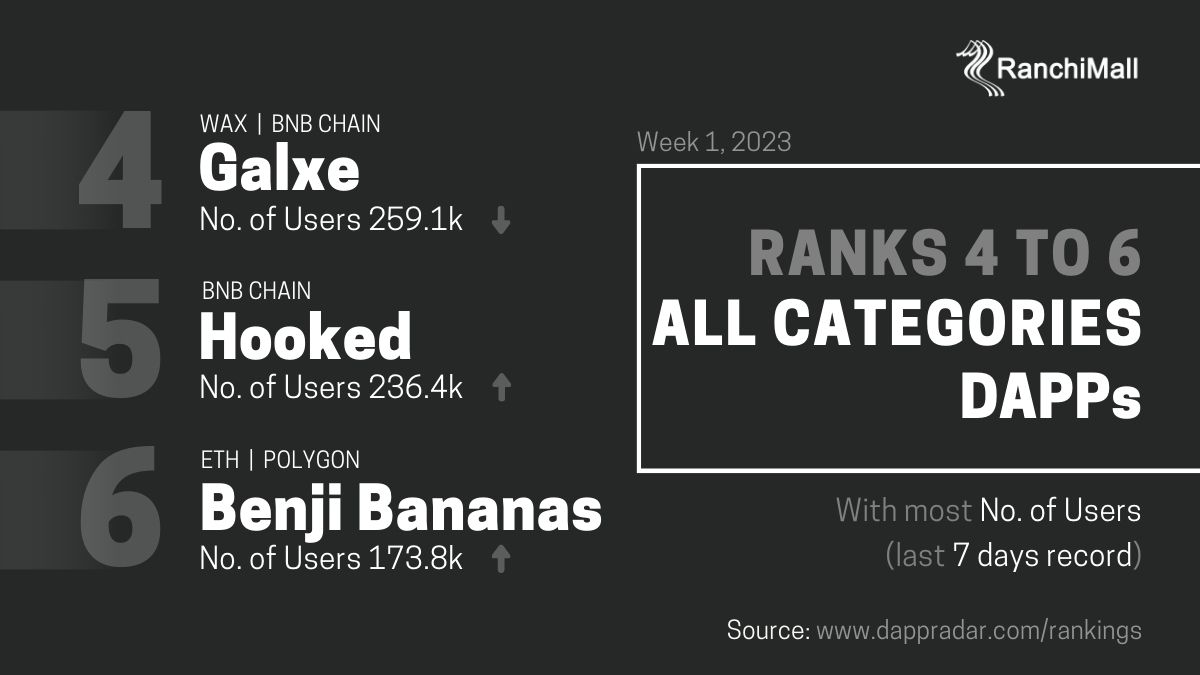 RanchiMall
4
WAX | BNB CHAIN
Galxe
No. of Users 259.1k
5
BNB CHAIN
Hooked
No. of Users 236.4k
6
ETH | POLYGON
Benji Bananas
No. of Users 173.8k
Week 1, 2023
RANKS 4 TO 6
ALL CATEGORIES
DAPPs
With most No. of Users
(last 7 days record)
Source: www.dappradar.com/rankings